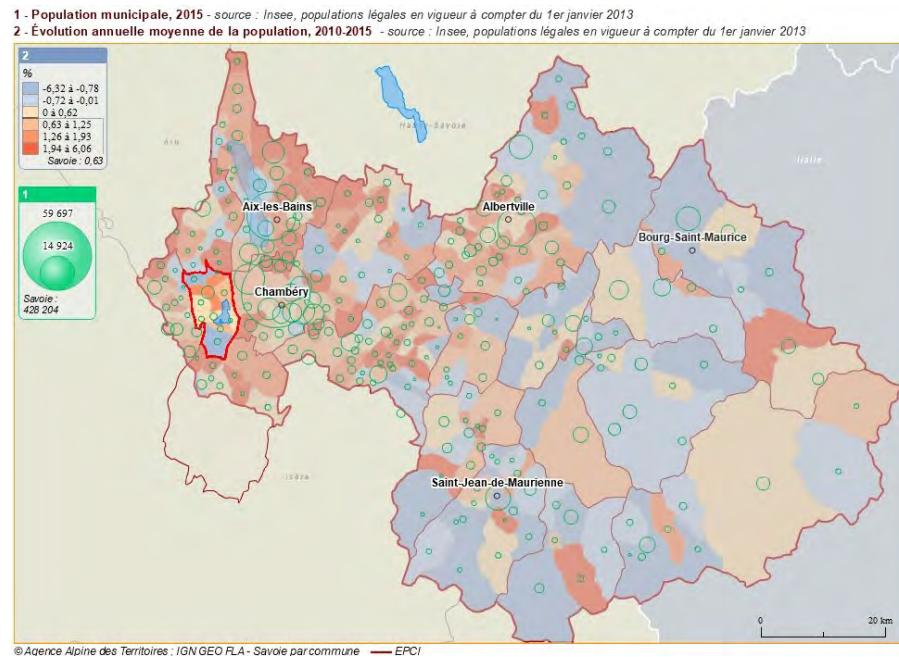 1 - Population municipale, 2015 - source : Insee, populations légales en vigueur à compter du 1er janvier 2013
2 - Évolution annuelle moyenne de la population, 2010-2015 - source : Insee, populations légales en vigueur à compter du 1er janvier 2013
2
%
-6,32 à -0,78
-0,72 à -0,01
0 à 0,62
0,63 à 1,25
1,26 à 1,93
1,94 à 6,06
Savoie : 0,63
1
59 697
14 924
Savoie :
428 204
Ain
Haute-Savoie
Italie
Aix-les-Bains
Albertville
Bourg-Saint-Maurice
Chambéry
Isère
Saint-Jean-de-Maurienne
0 20 km
© Agence Alpine des Territoires ; IGN GEO FLA - Savoie par commune EPCI